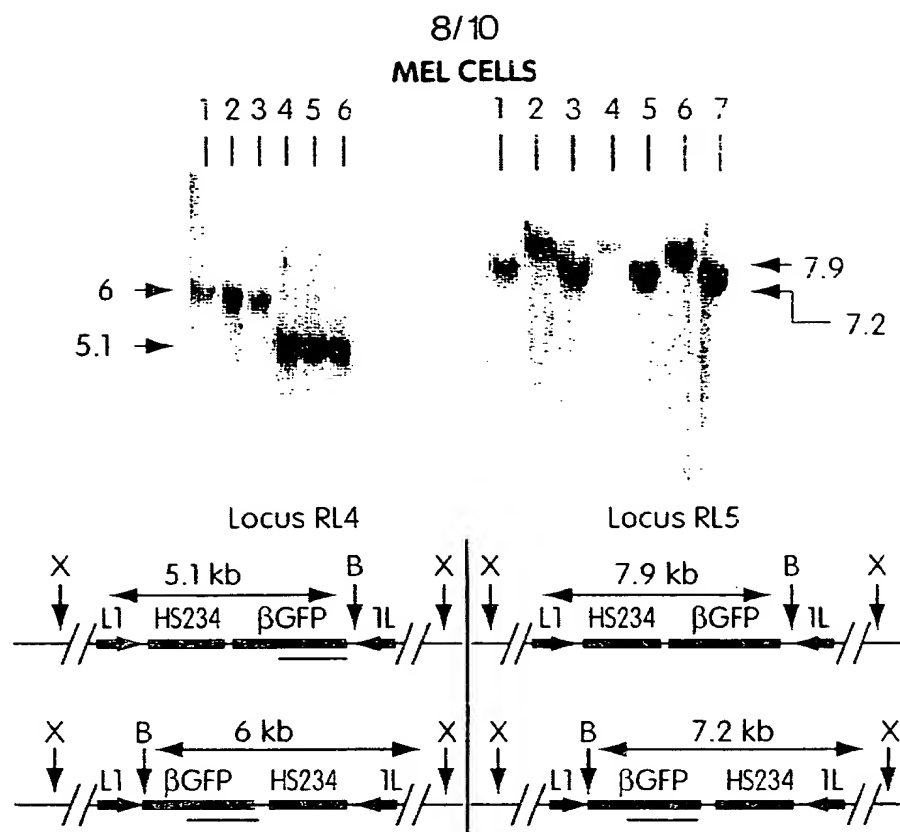 8/10
MEL CELLS
1 2 3 4 5 6
1 2 3 4 5 6 7
6
5.1
7.9
7.2
Locus RL4
Locus RL5
X 5.1 kb B X
L1 HS234 βGFP 1L
X 7.9 kb B X
L1 HS234 βGFP 1L
X B 6 kb X
L1 βGFP HS234 1L
X B 7.2 kb X
L1 βGFP HS234 1L